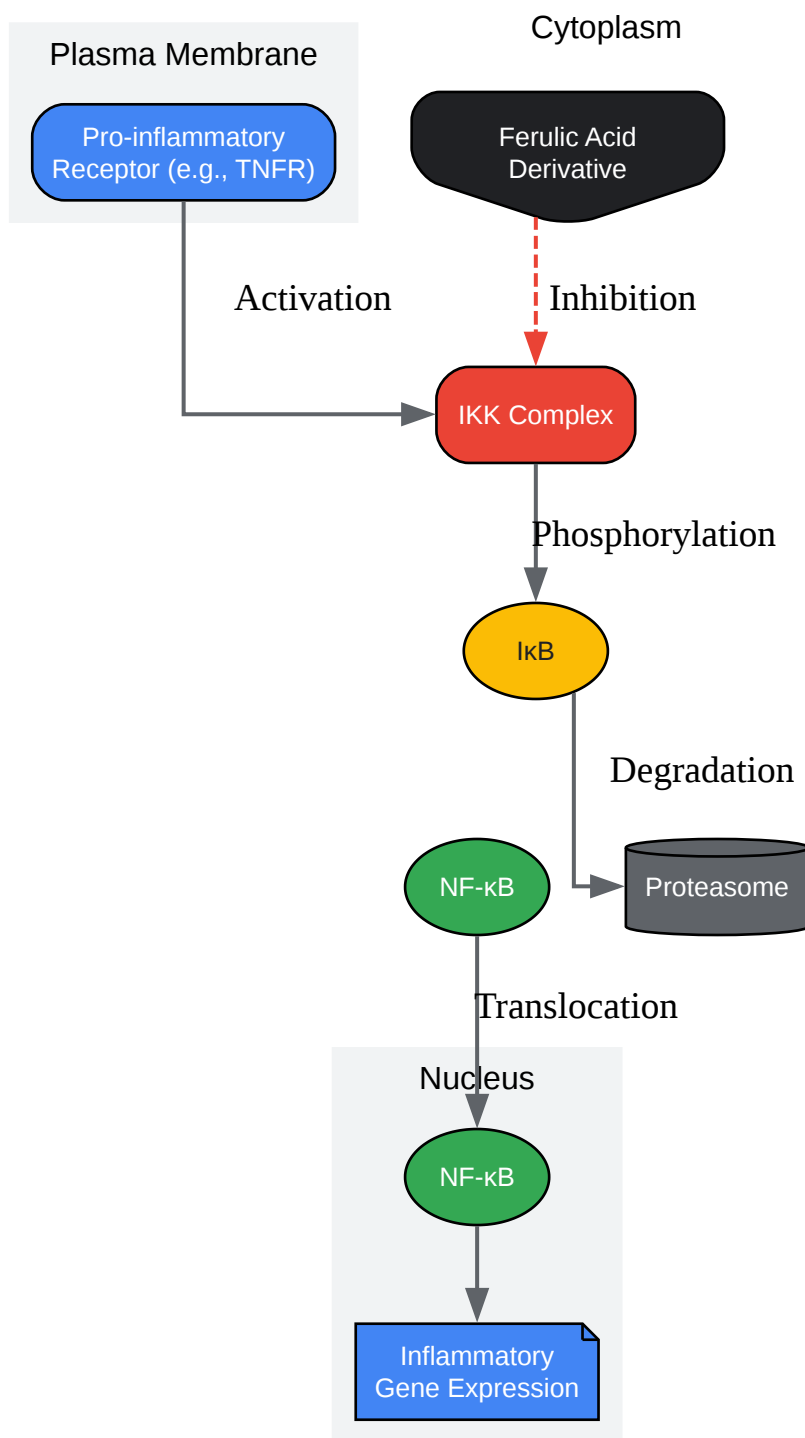 Cytoplasm
Plasma Membrane
Pro-inflammatory
Receptor (e.g., TNFR)
Ferulic Acid
Derivative
Activation
Inhibition
IKK Complex
Phosphorylation
IκB
Degradation
NF-κB
Proteasome
Translocation
Nucleus
NF-κB
Inflammatory
Gene Expression